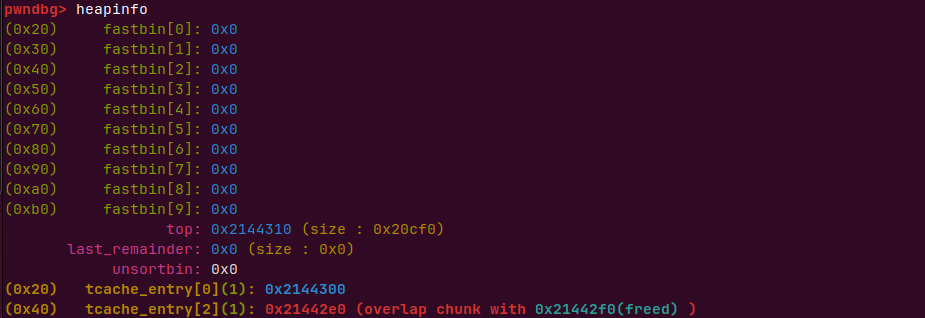 pwndbg> heapinfo
(0x20)     fastbin[0]: 0x0
(0x30)     fastbin[1]: 0x0
(0x40)     fastbin[2]: 0x0
(0x50)     fastbin[3]: 0x0
(0x60)     fastbin[4]: 0x0
(0x70)     fastbin[5]: 0x0
(0x80)     fastbin[6]: 0x0
(0x90)     fastbin[7]: 0x0
(0xa0)     fastbin[8]: 0x0
(0xb0)     fastbin[9]: 0x0
top: 0x2144310 (size : 0x20cf0)
last_remainder: 0x0 (size : 0x0)
unsortbin: 0x0
(0x20)   tcache_entry[0](1): 0x2144300
(0x40)   tcache_entry[2](1): 0x21442e0 (overlap chunk with 0x21442f0(freed) )